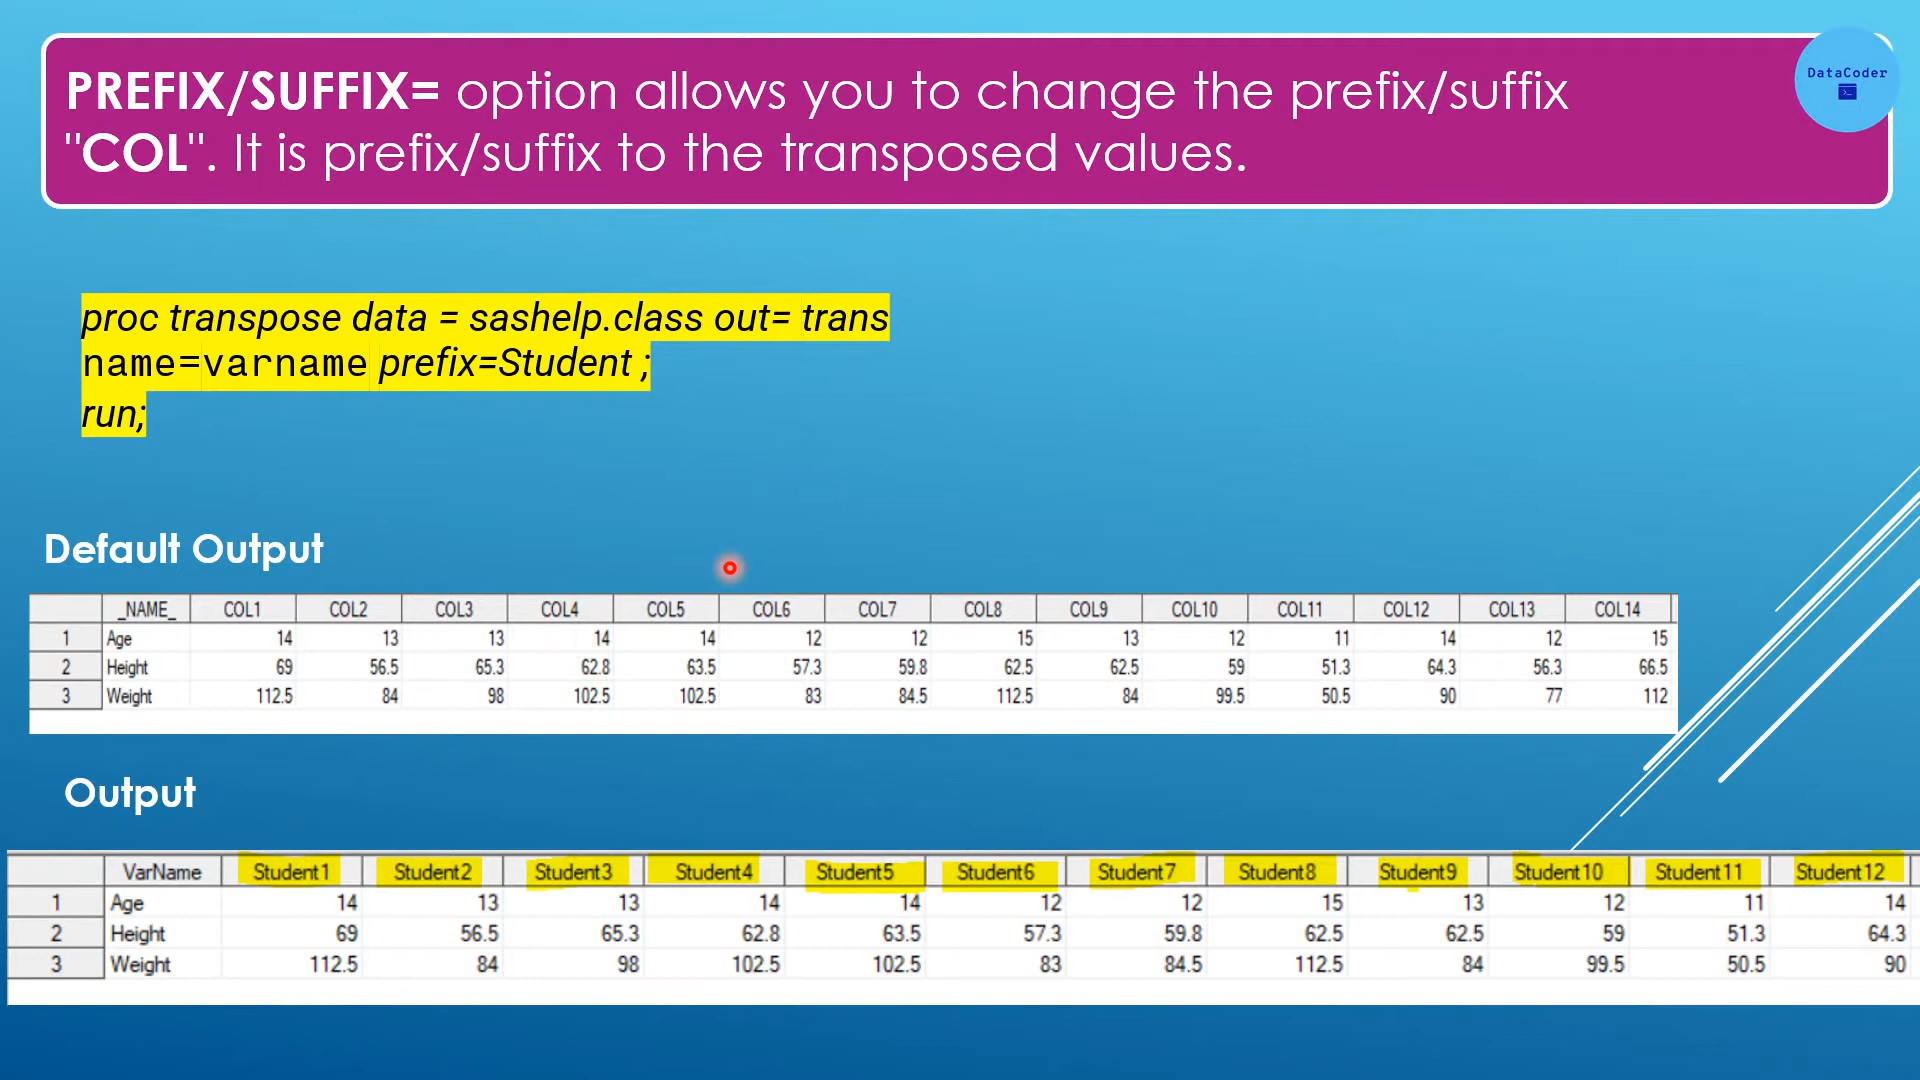 PREFIX/SUFFIX= option allows you to change the prefix/suffix
"COL". It is prefix/suffix to the transposed values.
DataCoder
>_
proc transpose data = sashelp.class out= trans
name=varname prefix=Student ;
run;
Default Output
_NAME_ COL1 COL2 COL3 COL4 COL5 COL6 COL7 COL8 COL9 COL10 COL11 COL12 COL13 COL14
1 Age 14 13 13 14 14 12 12 15 13 12 11 14 12 15
2 Height 69 56.5 65.3 62.8 63.5 57.3 59.8 62.5 62.5 59 51.3 64.3 56.3 66.5
3 Weight 112.5 84 98 102.5 102.5 83 84.5 112.5 84 99.5 50.5 90 77 112
Output
VarName Student1 Student2 Student3 Student4 Student5 Student6 Student7 Student8 Student9 Student10 Student11 Student12
1 Age 14 13 13 14 14 12 12 15 13 12 11 14
2 Height 69 56.5 65.3 62.8 63.5 57.3 59.8 62.5 62.5 59 51.3 64.3
3 Weight 112.5 84 98 102.5 102.5 83 84.5 112.5 84 99.5 50.5 90